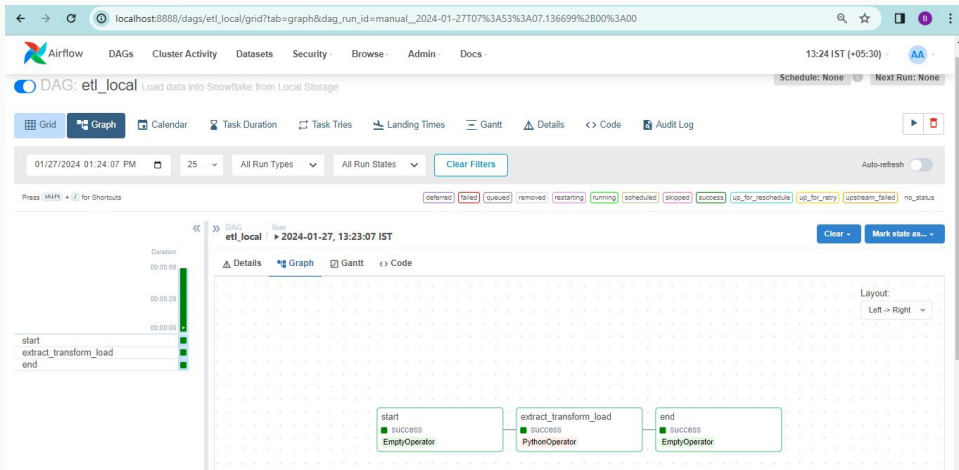 localhost:8888/dags/etl_local/grid?tab=graph&dag_run_id=manual__2024-01-27T07%3A53%3A07.136699%2B00%3A00
B
Airflow DAGs Cluster Activity Datasets Security Browse Admin Docs 13:24 IST (+05:30) AA
DAG: etl_local Load data into Snowflake from Local Storage Schedule: None Next Run: None
Grid Graph Calendar Task Duration Task Tries Landing Times Gantt Details <> Code Audit Log
01/27/2024 01:24:07 PM 25 All Run Types All Run States Clear Filters Auto-refresh
Press shift + / for Shortcuts deferred failed queued removed restarting running scheduled skipped success up_for_reschedule up_for_retry upstream_failed no_status
DAG Run
etl_local / 2024-01-27, 13:23:07 IST Clear Mark state as...
Duration
Details Graph Gantt <> Code
00:00:56
00:00:28
00:00:00
Layout:
Left -> Right
start
extract_transform_load
end
start
success
EmptyOperator
extract_transform_load
success
PythonOperator
end
success
EmptyOperator